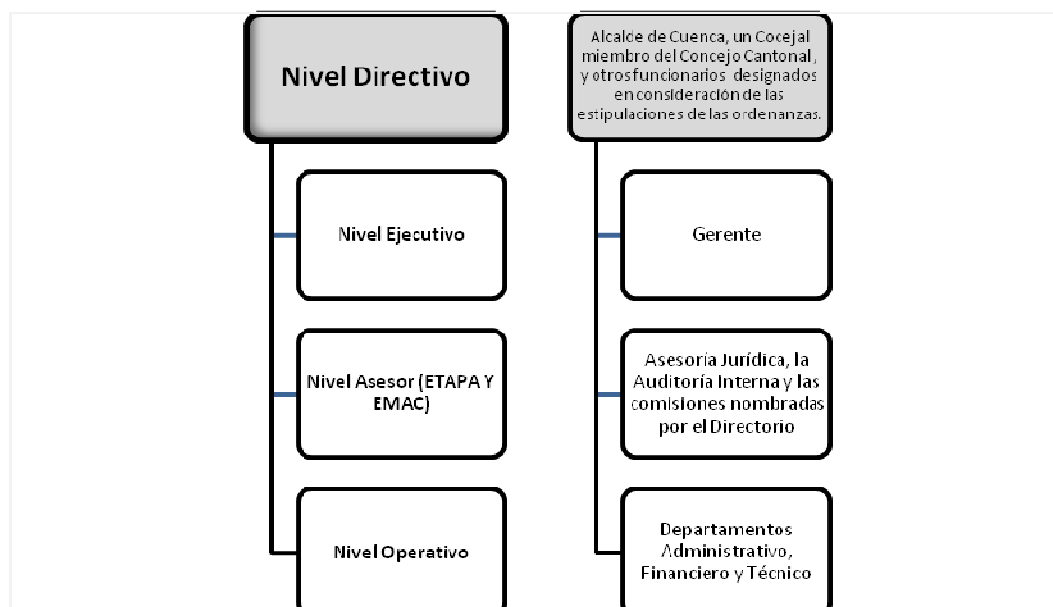 Nivel Directivo
Alcalde de Cuenca, un Cocejal
miembro del Concejo Cantonal,
y otros funcionarios designados
en consideración de las
estipulaciones de las ordenanzas.
Nivel Ejecutivo
Gerente
Nivel Asesor (ETAPA Y
EMAC)
Asesoría Jurídica, la
Auditoría Interna y las
comisiones nombradas
por el Directorio
Nivel Operativo
Departamentos
Administrativo,
Financiero y Técnico